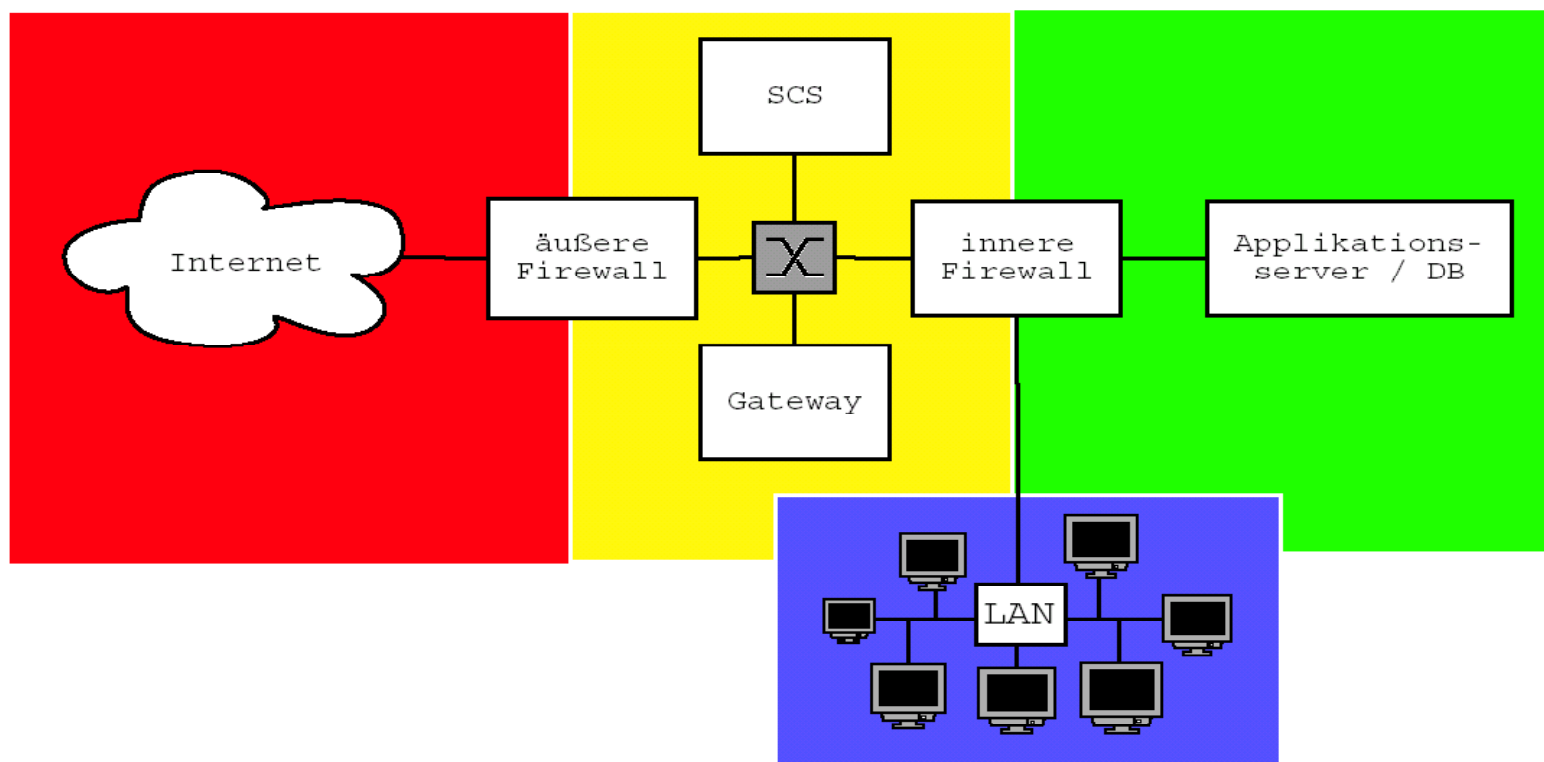 SCS
Internet
äußere
Firewall
innere
Firewall
Applikations-
server / DB
Gateway
LAN